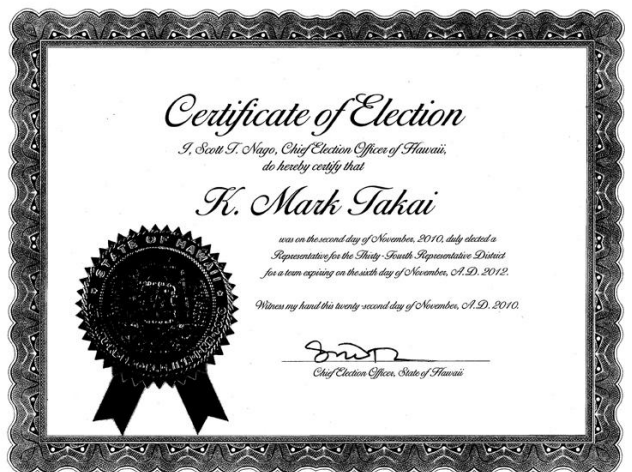 Certificate of Election
I, Scott T. Nago, Chief Election Officer of Hawaii,
do hereby certify that
K. Mark Takai
was on the second day of November, 2010, duly elected a
Representative for the Thirty-Fourth Representative District
for a term expiring on the sixth day of November, A.D. 2012.
Witness my hand this twenty-second day of November, A.D. 2010.
STATE OF HAWAII
Chief Election Officer, State of Hawaii